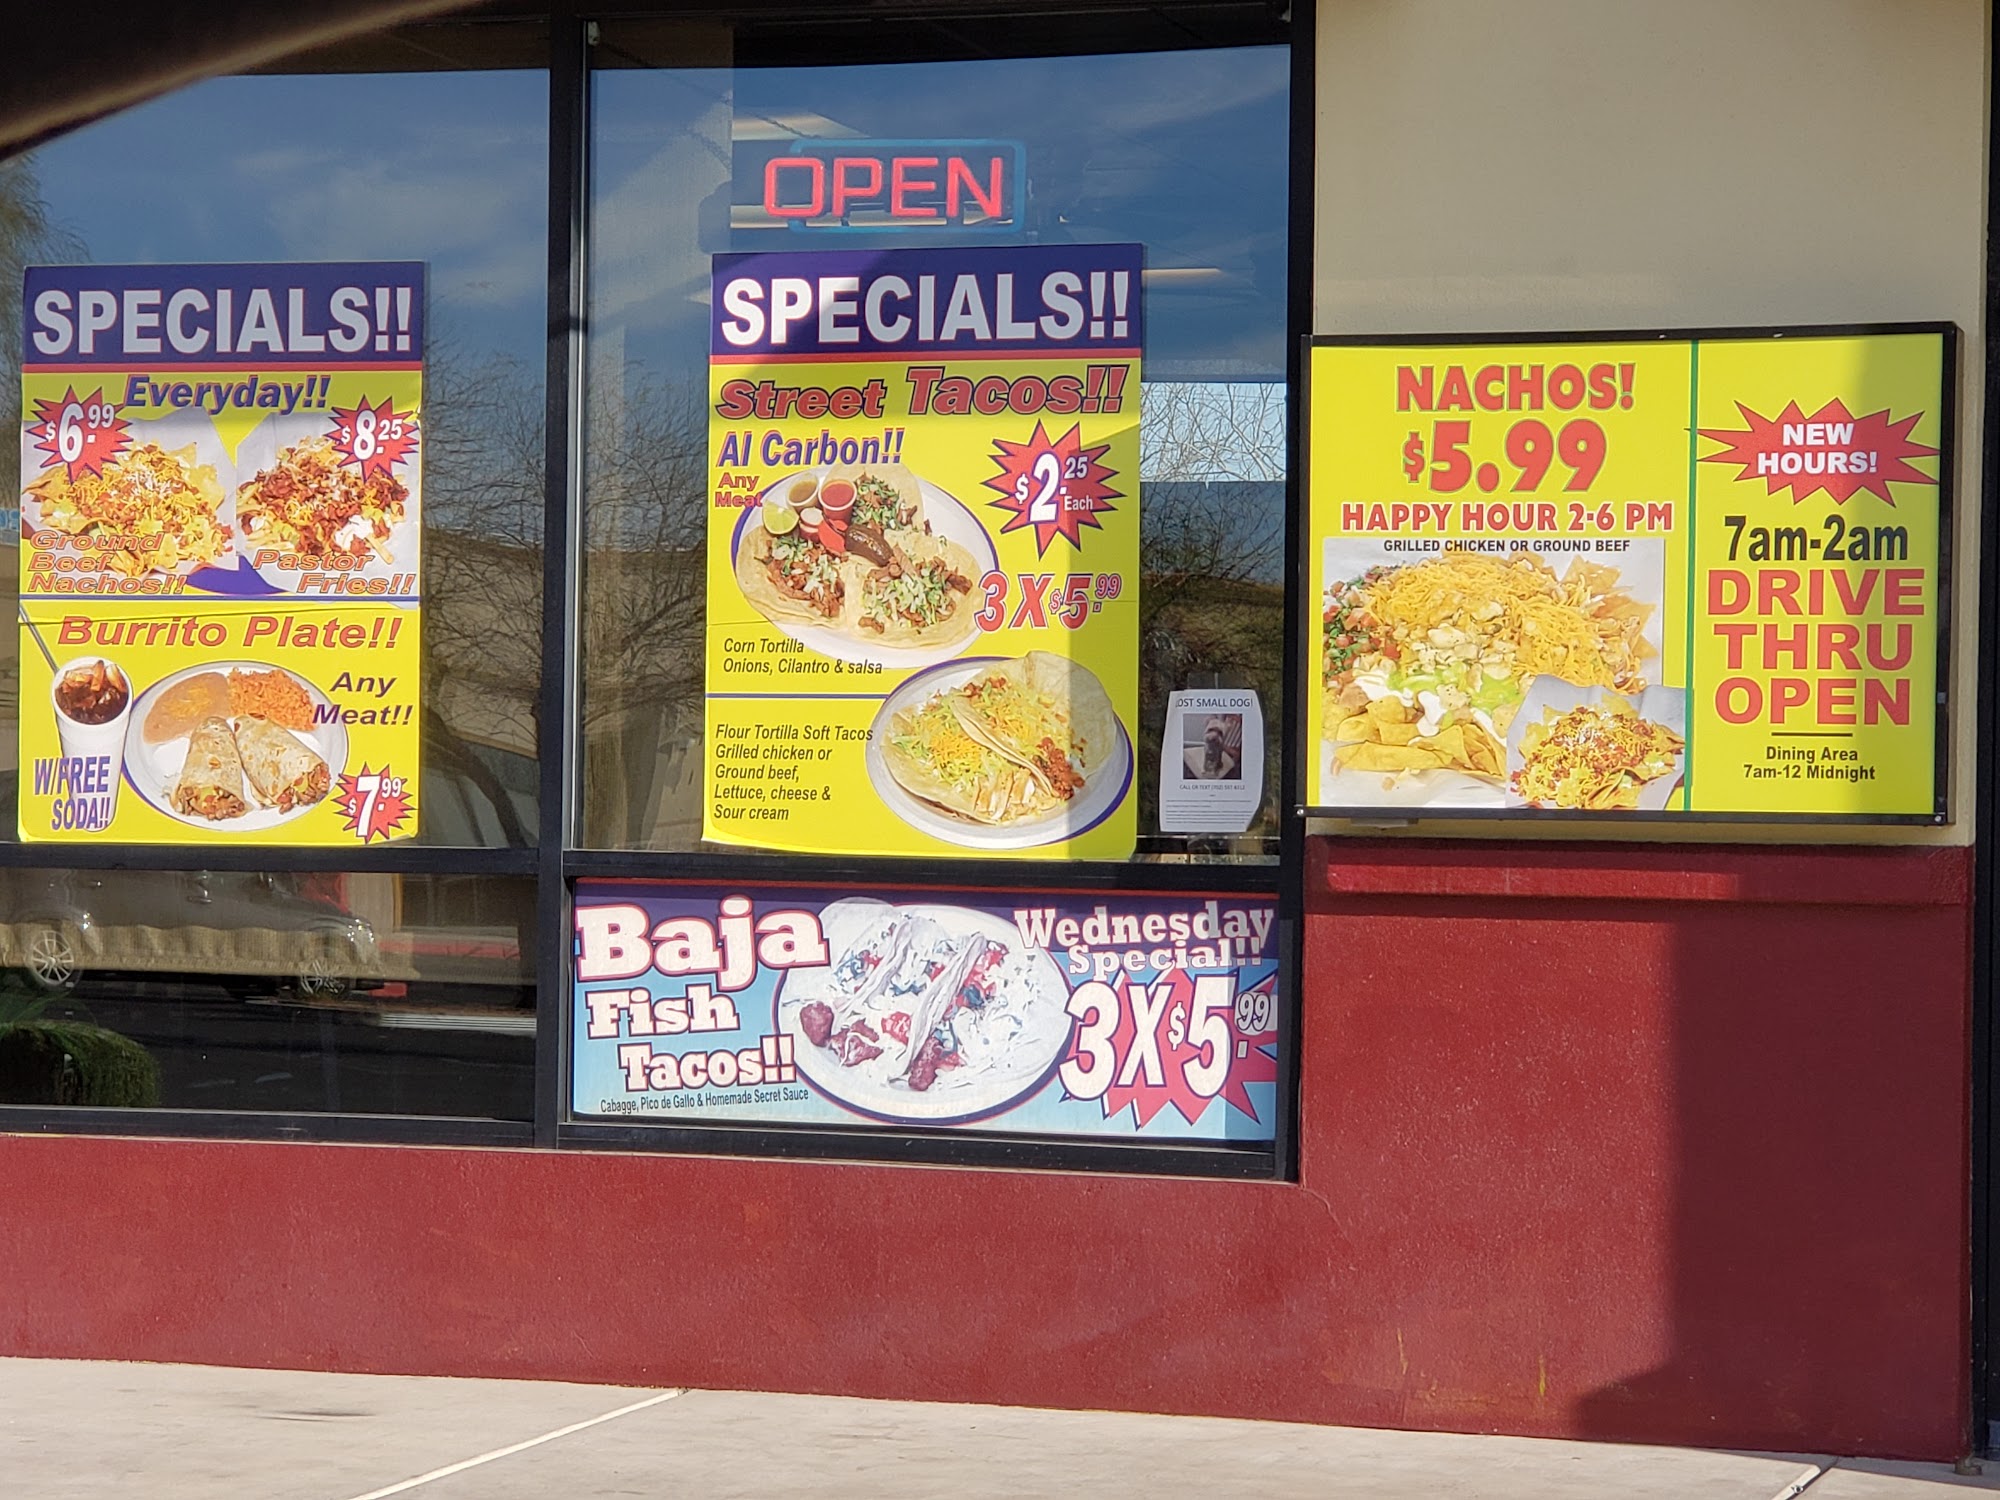 OPEN
SPECIALS!!
Everyday!!
$6.99
$8.25
Ground
Beef
Nachos!!
Pastor
Fries!!
Burrito Plate!!
Any
Meat!!
W/FREE
SODA!!
$7.99
SPECIALS!!
Street Tacos!!
Al Carbon!!
Any
Meat
$2.25
Each
3X$5.99
Corn Tortilla
Onions, Cilantro & salsa
Flour Tortilla Soft Tacos
Grilled chicken or
Ground beef,
Lettuce, cheese &
Sour cream
LOST SMALL DOG!
Baja
Fish
Tacos!!
Cabagge, Pico de Gallo & Homemade Secret Sauce
Wednesday
Special!!
3X$5.99
NACHOS!
$5.99
HAPPY HOUR 2-6 PM
GRILLED CHICKEN OR GROUND BEEF
NEW
HOURS!
7am-2am
DRIVE
THRU
OPEN
Dining Area
7am-12 Midnight